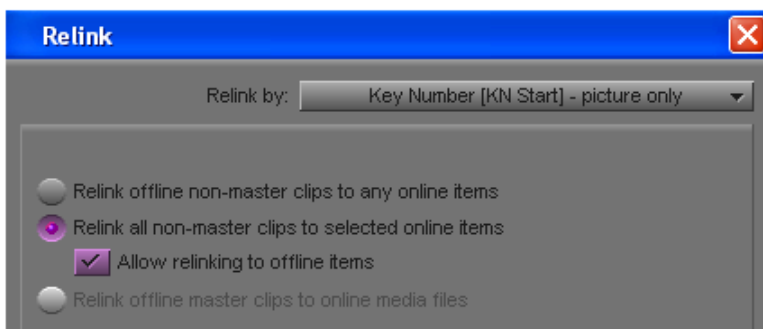 Relink
Relink by: Key Number [KN Start] - picture only
Relink offline non-master clips to any online items
Relink all non-master clips to selected online items
Allow relinking to offline items
Relink offline master clips to online media files